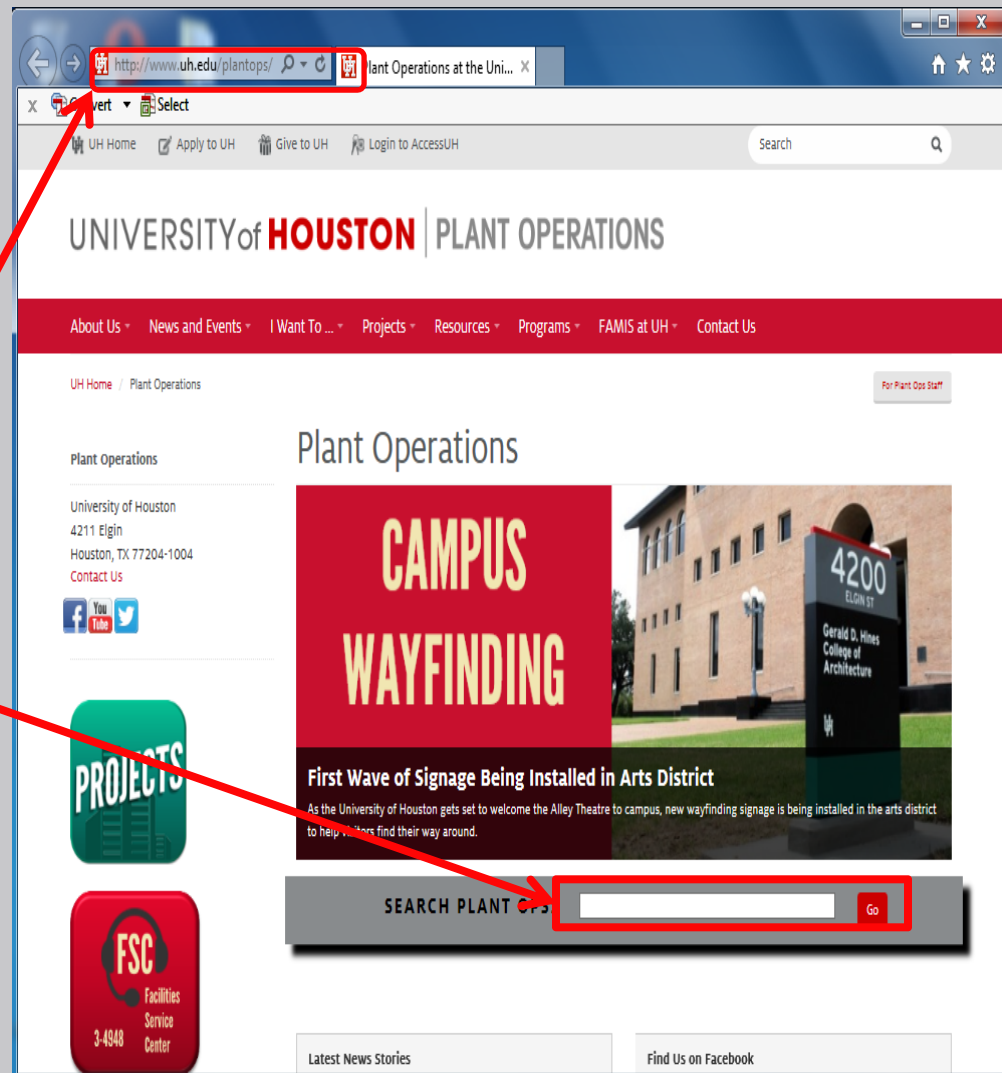 http://www.uh.edu/plantops/
Plant Operations at the Uni...
X
x
Select
UH Home Apply to UH Give to UH Login to AccessUH Search
UNIVERSITYof HOUSTON PLANT OPERATIONS
About Us News and Events I Want To ... Projects Resources Programs FAMIS at UH Contact Us
UH Home / Plant Operations
For Plant Ops Staff
Plant Operations
University of Houston
4211 Elgin
Houston, TX 77204-1004
Contact Us
You
Tube
PROJECTS
FSC
Facilities
Service
Center
3-4948
Plant Operations
CAMPUS
WAYFINDING
4200
ELGIN ST
Gerald D. Hines
College of
Architecture
First Wave of Signage Being Installed in Arts District
As the University of Houston gets set to welcome the Alley Theatre to campus, new wayfinding signage is being installed in the arts district
to help visitors find their way around.
SEARCH PLANT OPS Go
Latest News Stories
Find Us on Facebook